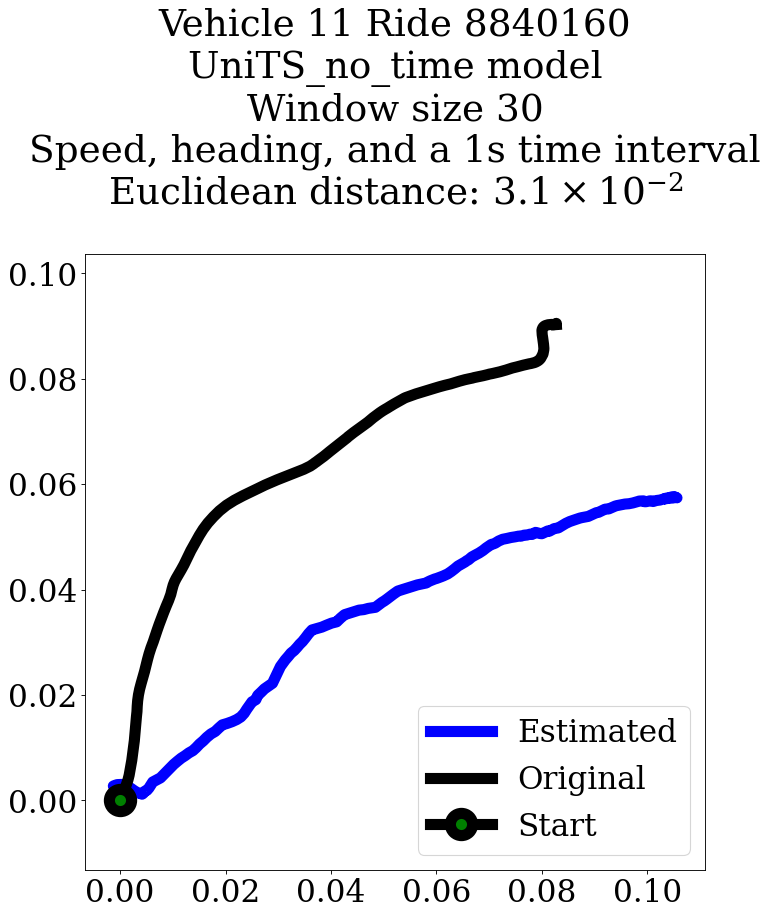 Vehicle 11 Ride 8840160
UniTS_no_time model
Window size 30
Speed, heading, and a 1s time interval
Euclidean distance: 3.1 × 10⁻²
0.10
0.08
0.06
0.04
0.02
0.00
Estimated
Original
Start
0.00 0.02 0.04 0.06 0.08 0.10